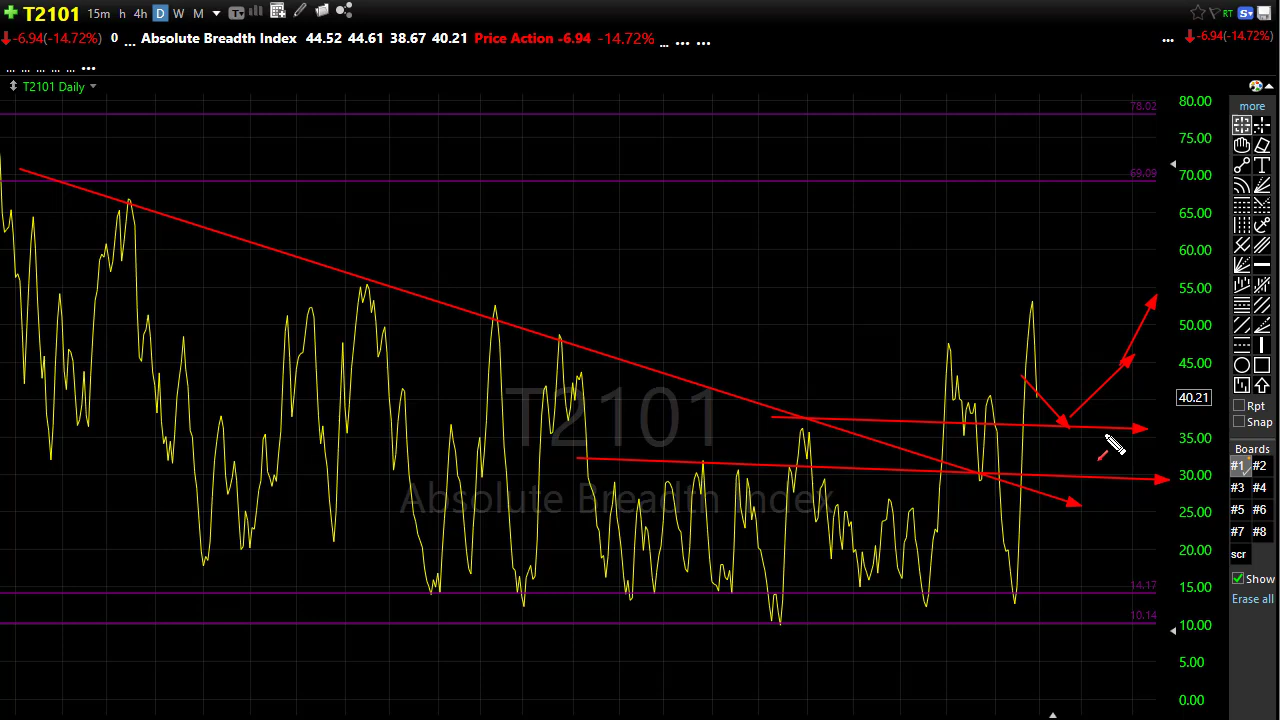 T2101 15m h 4h D W M T RT S
-6.94(-14.72%) 0 ... Absolute Breadth Index 44.52 44.61 38.67 40.21 Price Action -6.94 -14.72% ... ... ... ... -6.94(-14.72%)
... ... ... ... ... ...
T2101 Daily
more
80.00
78.02
75.00
70.00
69.09
65.00
60.00
55.00
50.00
45.00
40.21
Rpt
Snap
T2101
35.00
Boards
30.00
#1 #2
Absolute Breadth Index
#3 #4
25.00
#5 #6
#7 #8
20.00
scr
14.17
15.00
Show
Erase all
10.14
10.00
5.00
0.00